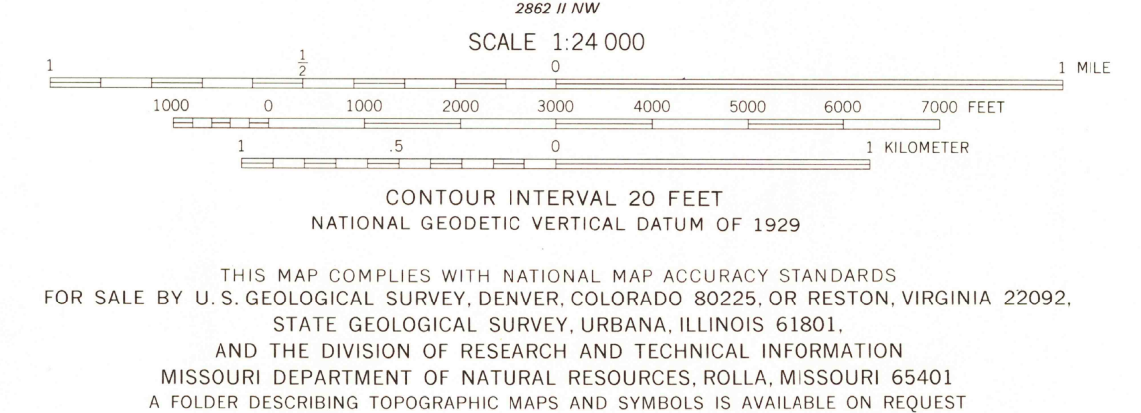 2862 II NW
SCALE 1:24 000
1 1/2 0 1 MILE
1000 0 1000 2000 3000 4000 5000 6000 7000 FEET
1 .5 0 1 KILOMETER
CONTOUR INTERVAL 20 FEET
NATIONAL GEODETIC VERTICAL DATUM OF 1929
THIS MAP COMPLIES WITH NATIONAL MAP ACCURACY STANDARDS
FOR SALE BY U. S. GEOLOGICAL SURVEY, DENVER, COLORADO 80225, OR RESTON, VIRGINIA 22092,
STATE GEOLOGICAL SURVEY, URBANA, ILLINOIS 61801,
AND THE DIVISION OF RESEARCH AND TECHNICAL INFORMATION
MISSOURI DEPARTMENT OF NATURAL RESOURCES, ROLLA, MISSOURI 65401
A FOLDER DESCRIBING TOPOGRAPHIC MAPS AND SYMBOLS IS AVAILABLE ON REQUEST